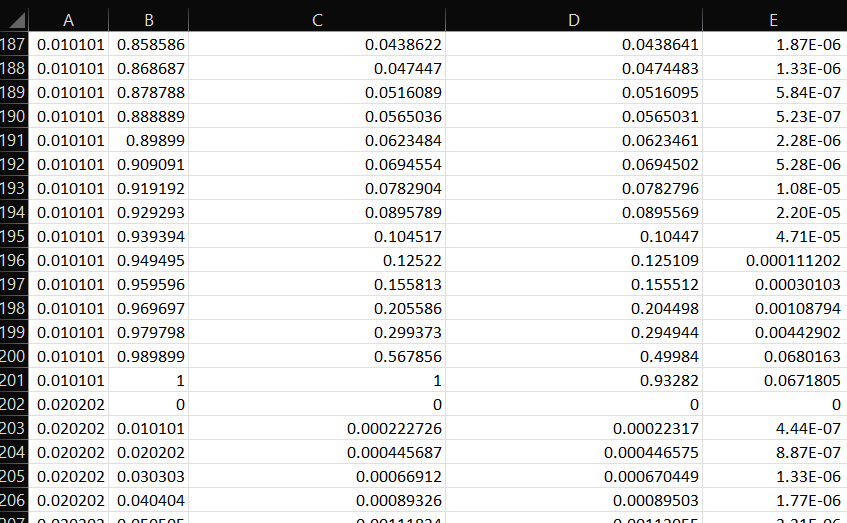 A B C D E
187 0.010101 0.858586 0.0438622 0.0438641 1.87E-06
188 0.010101 0.868687 0.047447 0.0474483 1.33E-06
189 0.010101 0.878788 0.0516089 0.0516095 5.84E-07
190 0.010101 0.888889 0.0565036 0.0565031 5.23E-07
191 0.010101 0.89899 0.0623484 0.0623461 2.28E-06
192 0.010101 0.909091 0.0694554 0.0694502 5.28E-06
193 0.010101 0.919192 0.0782904 0.0782796 1.08E-05
194 0.010101 0.929293 0.0895789 0.0895569 2.20E-05
195 0.010101 0.939394 0.104517 0.10447 4.71E-05
196 0.010101 0.949495 0.12522 0.125109 0.000111202
197 0.010101 0.959596 0.155813 0.155512 0.00030103
198 0.010101 0.969697 0.205586 0.204498 0.00108794
199 0.010101 0.979798 0.299373 0.294944 0.00442902
200 0.010101 0.989899 0.567856 0.49984 0.0680163
201 0.010101 1 1 0.93282 0.0671805
202 0.020202 0 0 0 0
203 0.020202 0.010101 0.000222726 0.00022317 4.44E-07
204 0.020202 0.020202 0.000445687 0.000446575 8.87E-07
205 0.020202 0.030303 0.00066912 0.000670449 1.33E-06
206 0.020202 0.040404 0.00089326 0.00089503 1.77E-06